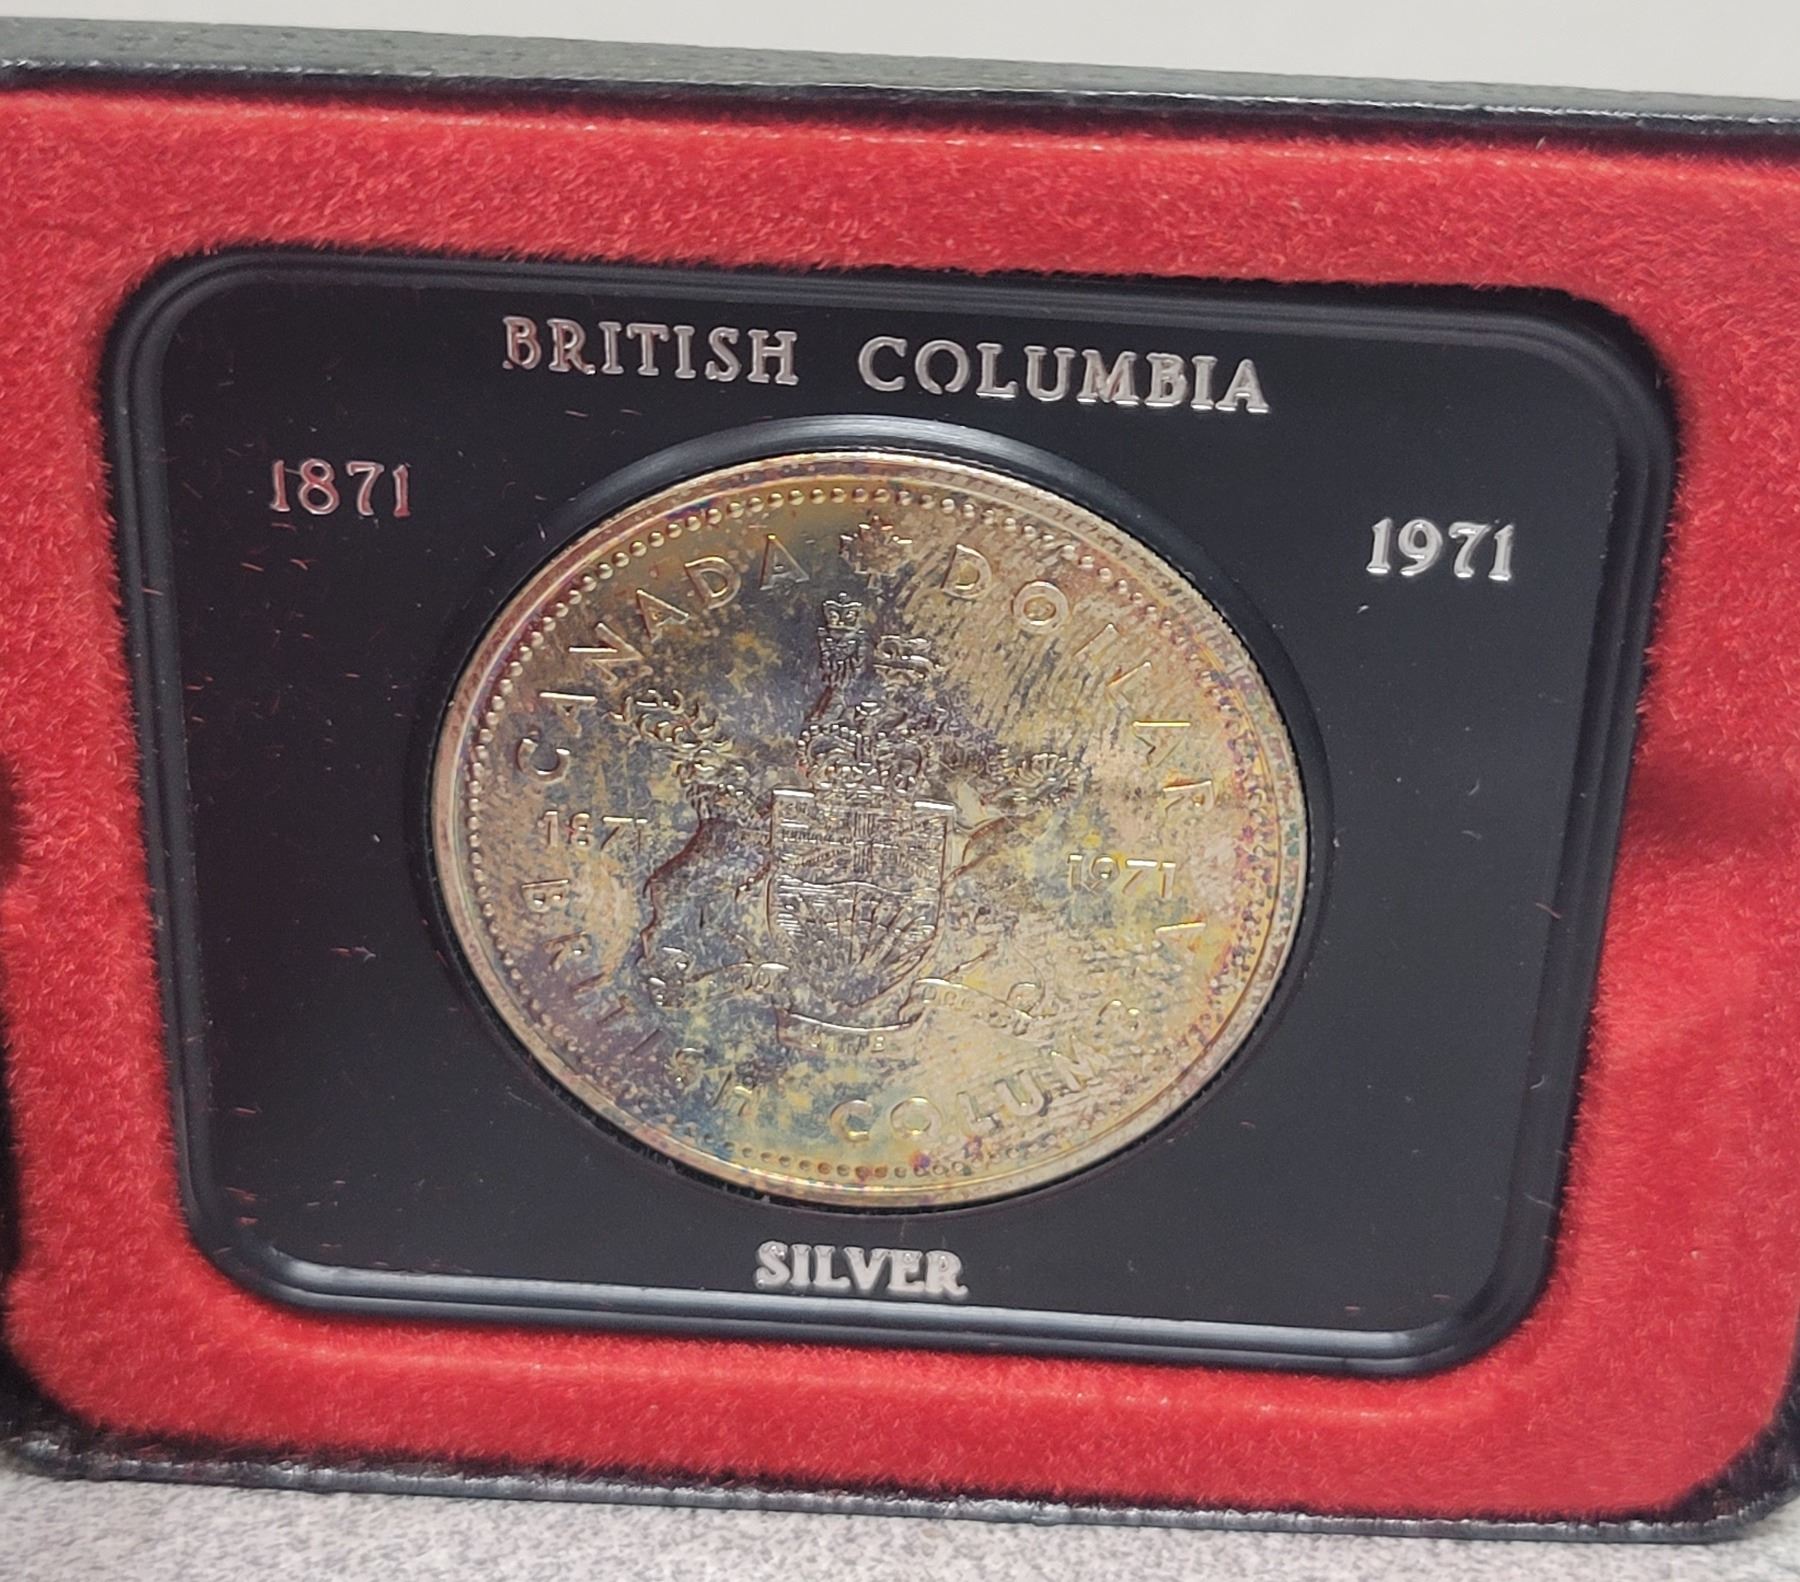 BRITISH COLUMBIA
1871
1971
CANADA DOLLAR
1871
1971
BRITISH COLUMBIA
SILVER